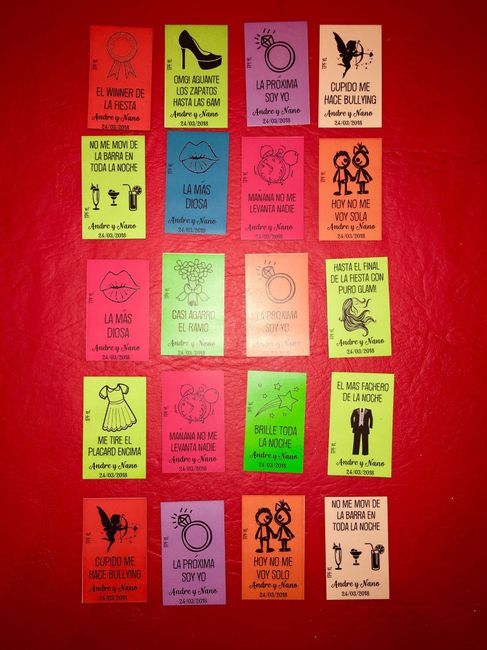 EL WINNER DE
LA FIESTA
Andre y Nano
24/03/2018
OMG! AGUANTE
LOS ZAPATOS
HASTA LAS 6AM
Andre y Nano
24/03/2018
LA PRÓXIMA
SOY YO
Andre y Nano
24/03/2018
CUPIDO ME
HACE BULLYING
Andre y Nano
24/03/2018
NO ME MOVI DE
LA BARRA EN
TODA LA NOCHE
Andre y Nano
24/03/2018
LA MÁS
DIOSA
Andre y Nano
24/03/2018
MAÑANA NO ME
LEVANTA NADIE
Andre y Nano
24/03/2018
HOY NO ME
VOY SOLA
Andre y Nano
24/03/2018
LA MÁS
DIOSA
Andre y Nano
24/03/2018
CASI AGARRO
EL RAMO
Andre y Nano
24/03/2018
LA PRÓXIMA
SOY YO
Andre y Nano
24/03/2018
HASTA EL FINAL
DE LA FIESTA CON
PURO GLAM!
Andre y Nano
24/03/2018
ME TIRE EL
PLACARD ENCIMA
Andre y Nano
24/03/2018
MAÑANA NO ME
LEVANTA NADIE
Andre y Nano
24/03/2018
BRILLE TODA
LA NOCHE
Andre y Nano
24/03/2018
EL MAS FACHERO
DE LA NOCHE
Andre y Nano
24/03/2018
CUPIDO ME
HACE BULLYING
Andre y Nano
24/03/2018
LA PRÓXIMA
SOY YO
Andre y Nano
24/03/2018
HOY NO ME
VOY SOLO
Andre y Nano
24/03/2018
NO ME MOVI DE
LA BARRA EN
TODA LA NOCHE
Andre y Nano
24/03/2018